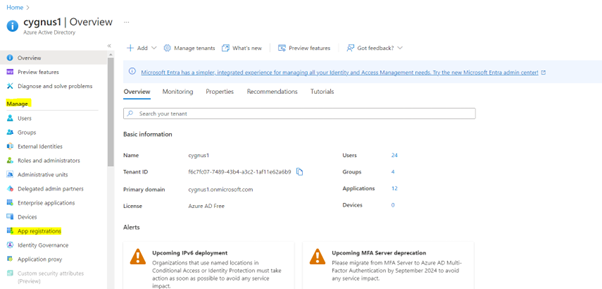 Home >
cygnus1 | Overview ...
Azure Active Directory
«
Overview
Preview features
Diagnose and solve problems
Manage
Users
Groups
External Identities
Roles and administrators
Administrative units
Delegated admin partners
Enterprise applications
Devices
App registrations
Identity Governance
Application proxy
Custom security attributes
(Preview)
+ Add Manage tenants What's new Preview features Got feedback?
Microsoft Entra has a simpler, integrated experience for managing all your Identity and Access Management needs. Try the new Microsoft Entra admin center!
Overview Monitoring Properties Recommendations Tutorials
Search your tenant
Basic information
Name cygnus1 Users 24
Tenant ID f6c7fc07-7469-43b4-a3c2-1af11e62a6b9 Groups 4
Primary domain cygnus1.onmicrosoft.com Applications 12
License Azure AD Free Devices 0
Alerts
Upcoming IPv6 deployment
Organizations that use named locations in
Conditional Access or Identity Protection must take
action as soon as possible to avoid any service
impact.
Upcoming MFA Server deprecation
Please migrate from MFA Server to Azure AD Multi-
Factor Authentication by September 2024 to avoid
any service impact.